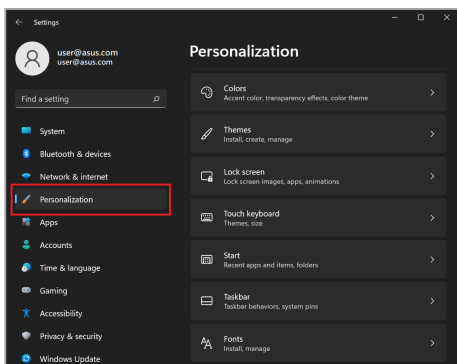 Settings
user@asus.com
user@asus.com
Find a setting
System
Bluetooth & devices
Network & internet
Personalization
Apps
Accounts
Time & language
Gaming
Accessibility
Privacy & security
Windows Update
Personalization
Colors
Accent color, transparency effects, color theme
Themes
Install, create, manage
Lock screen
Lock screen images, apps, animations
Touch keyboard
Themes, size
Start
Recent apps and items, folders
Taskbar
Taskbar behaviors, system pins
Fonts
Install, manage